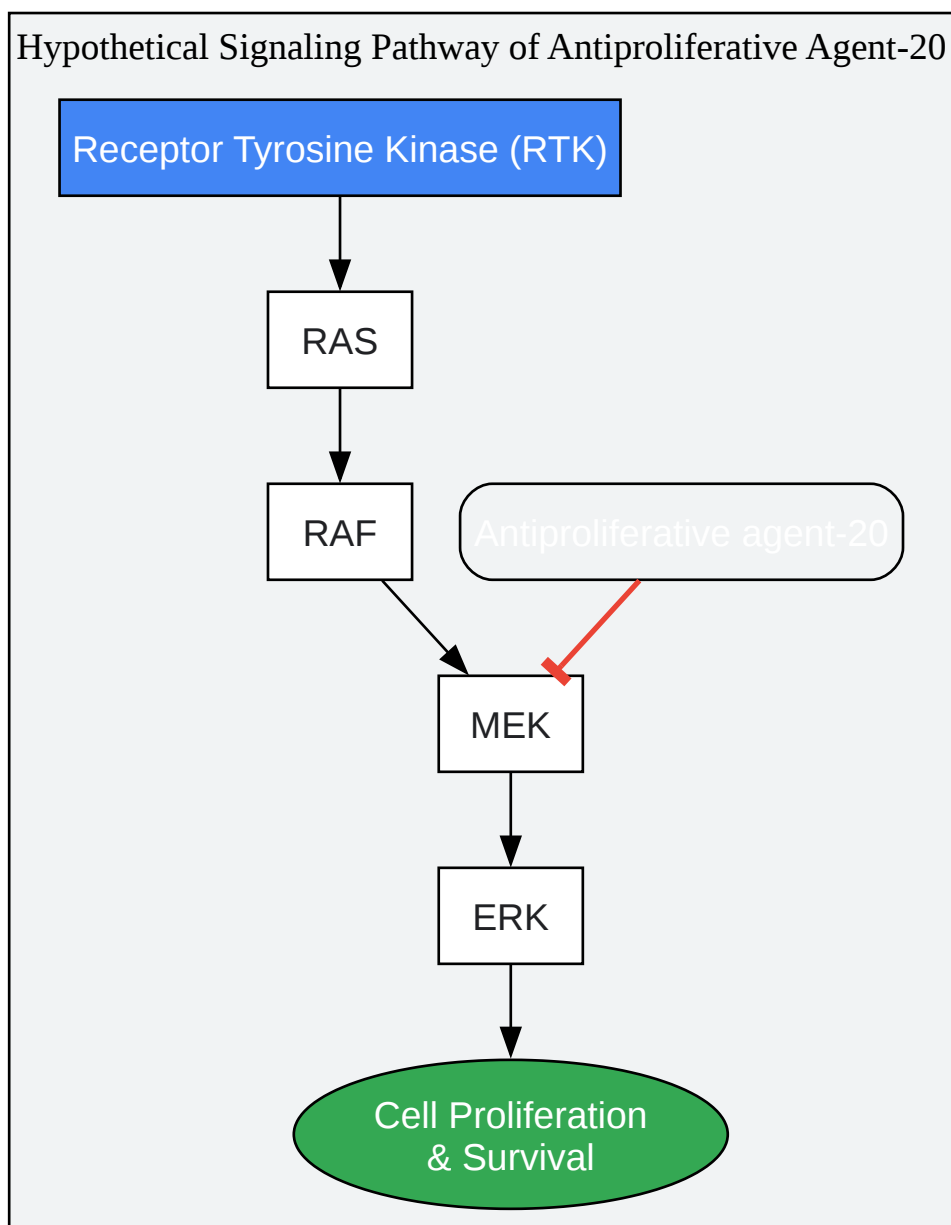 Hypothetical Signaling Pathway of Antiproliferative Agent-20
Receptor Tyrosine Kinase (RTK)
RAS
RAF
Antiproliferative agent-20
MEK
ERK
Cell Proliferation
& Survival